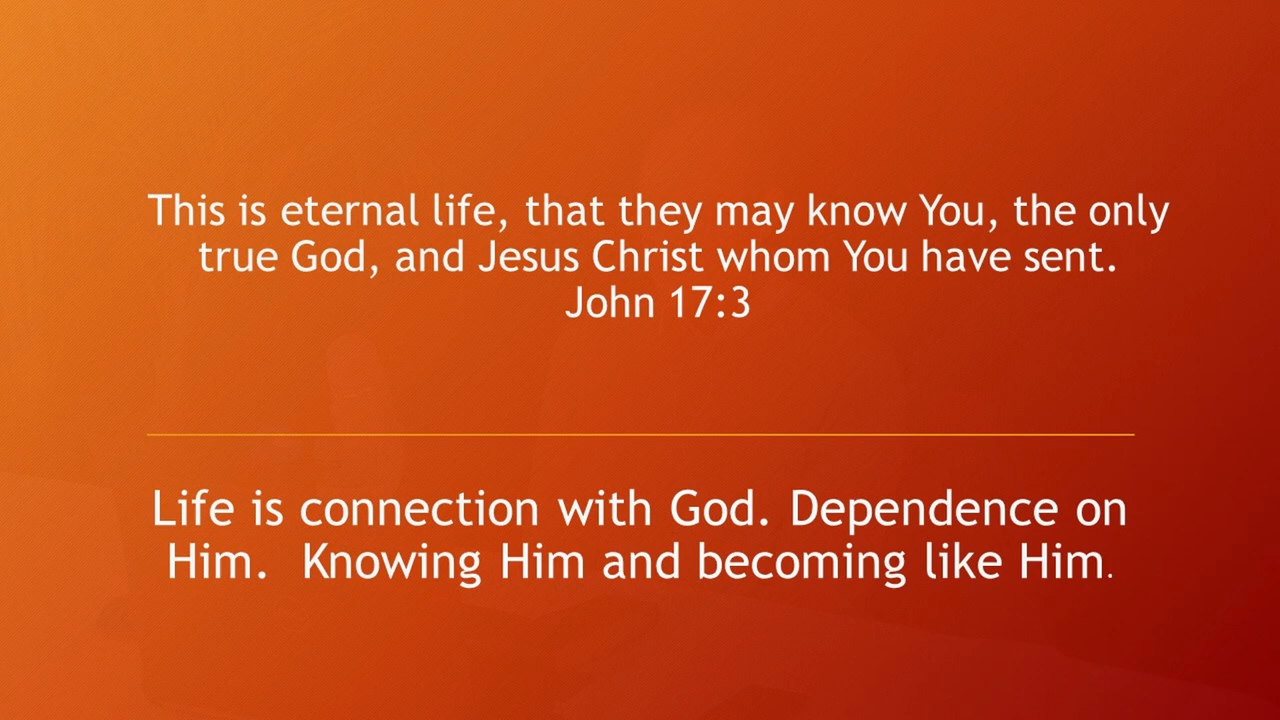 This is eternal life, that they may know You, the only
true God, and Jesus Christ whom You have sent.
John 17:3
Life is connection with God. Dependence on
Him.  Knowing Him and becoming like Him.